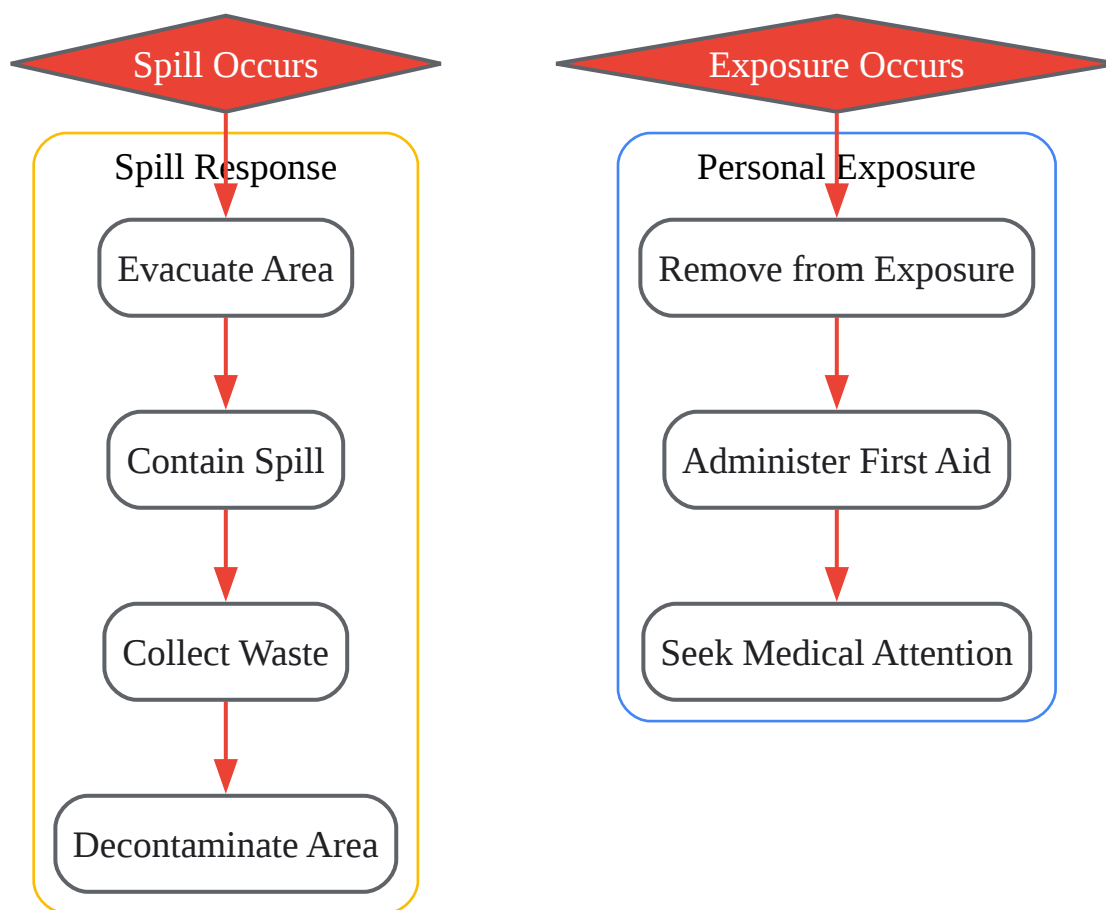 Spill Occurs
Spill Response
Evacuate Area
Contain Spill
Collect Waste
Decontaminate Area
Exposure Occurs
Personal Exposure
Remove from Exposure
Administer First Aid
Seek Medical Attention